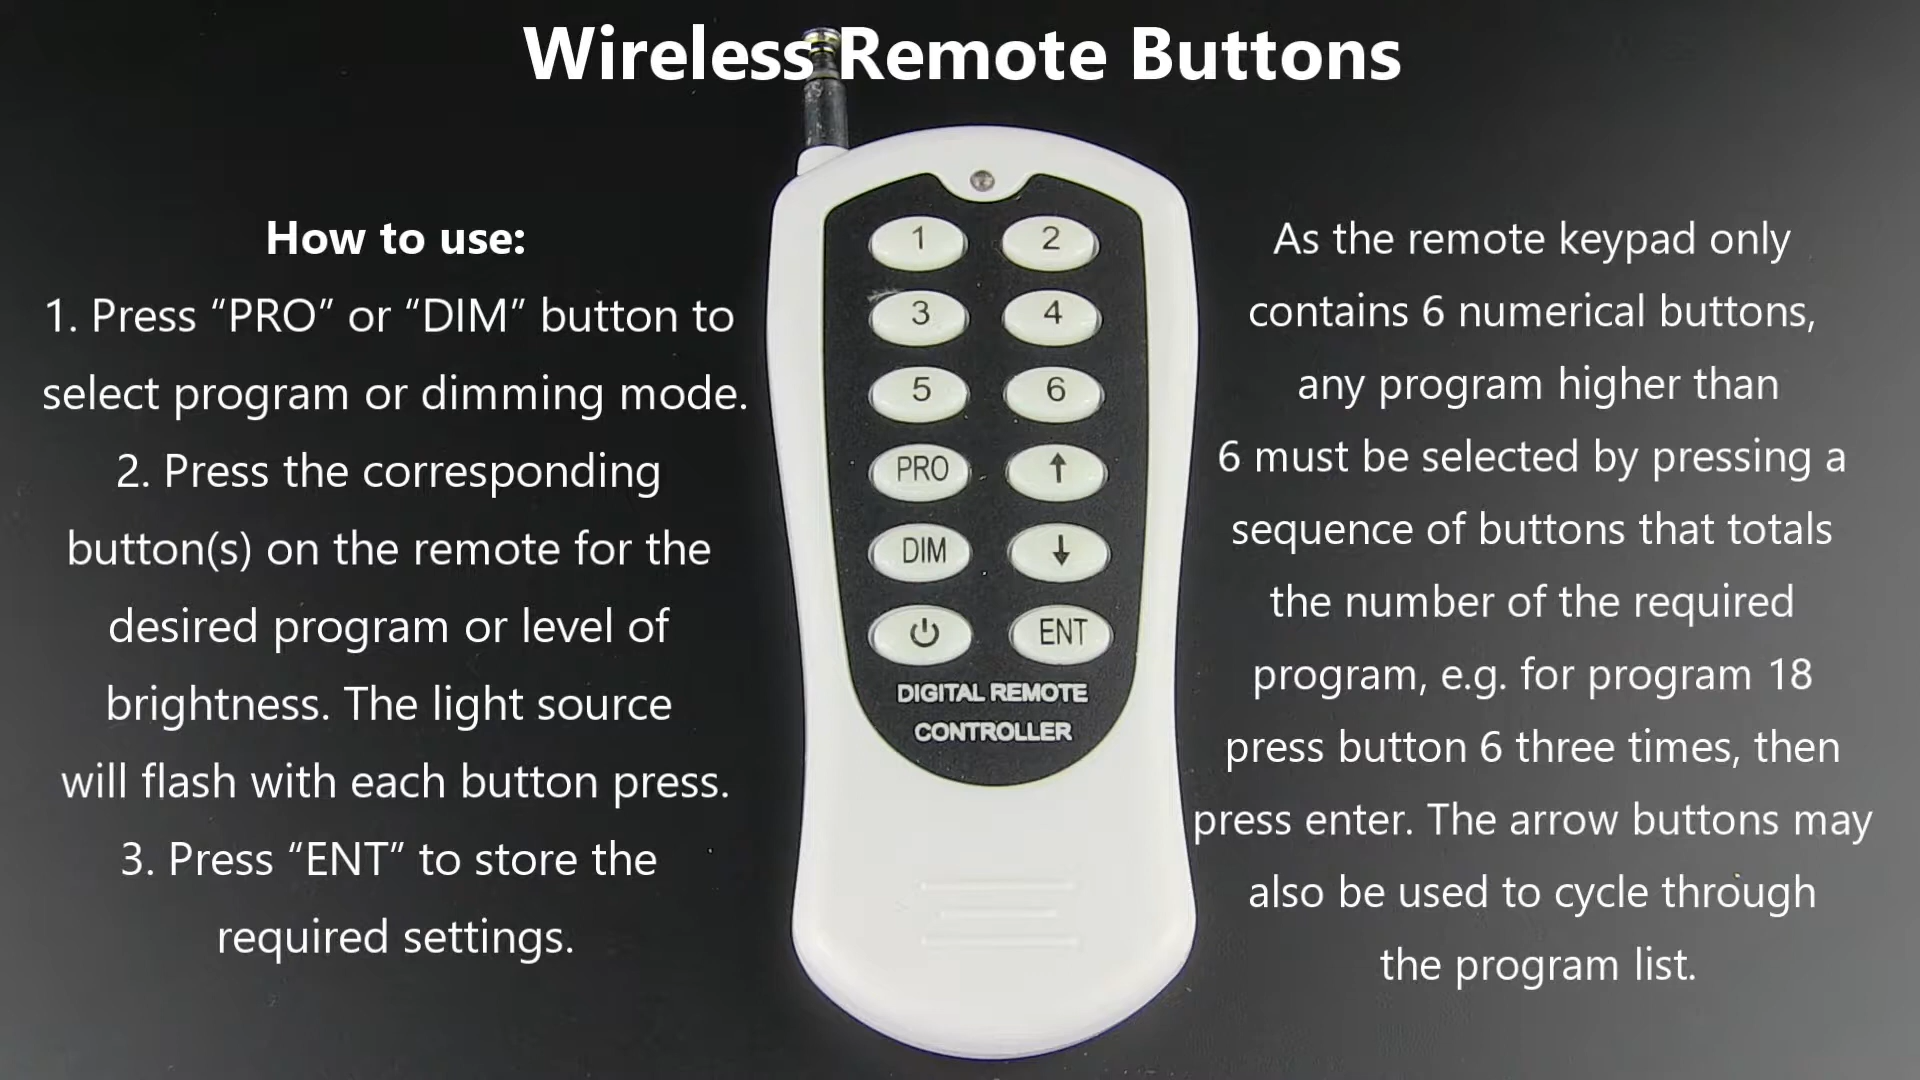 Wireless Remote Buttons
How to use:
1. Press “PRO” or “DIM” button to
select program or dimming mode.
2. Press the corresponding
button(s) on the remote for the
desired program or level of
brightness. The light source
will flash with each button press.
3. Press “ENT” to store the
required settings.
1 2
3 4
5 6
PRO ↑
DIM ↓
⏻ ENT
DIGITAL REMOTE
CONTROLLER
As the remote keypad only
contains 6 numerical buttons,
any program higher than
6 must be selected by pressing a
sequence of buttons that totals
the number of the required
program, e.g. for program 18
press button 6 three times, then
press enter. The arrow buttons may
also be used to cycle through
the program list.